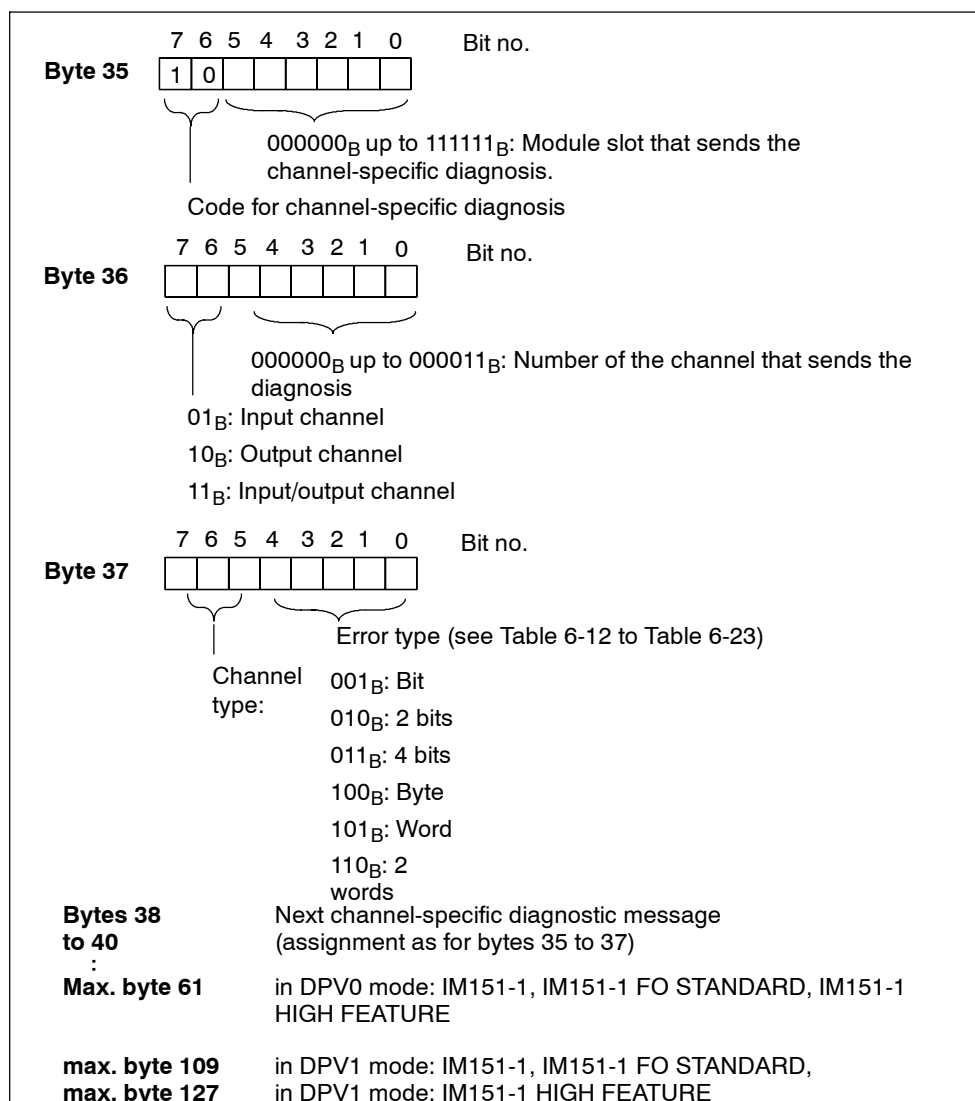 7 6 5 4 3 2 1 0 Bit no.
Byte 35 1 0
000000B up to 111111B: Module slot that sends the
channel-specific diagnosis.
Code for channel-specific diagnosis
7 6 5 4 3 2 1 0 Bit no.
Byte 36
000000B up to 000011B: Number of the channel that sends the
diagnosis
01B: Input channel
10B: Output channel
11B: Input/output channel
7 6 5 4 3 2 1 0 Bit no.
Byte 37
Error type (see Table 6-12 to Table 6-23)
Channel
type:
001B: Bit
010B: 2 bits
011B: 4 bits
100B: Byte
101B: Word
110B: 2
words
Bytes 38 Next channel-specific diagnostic message
to 40 (assignment as for bytes 35 to 37)
:
Max. byte 61 in DPV0 mode: IM151-1, IM151-1 FO STANDARD, IM151-1
HIGH FEATURE
max. byte 109 in DPV1 mode: IM151-1, IM151-1 FO STANDARD,
max. byte 127 in DPV1 mode: IM151-1 HIGH FEATURE